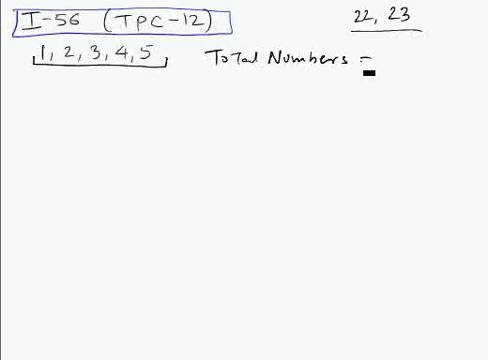 I-56 (TPC-12)
22, 23
1, 2, 3, 4, 5
Total Numbers =